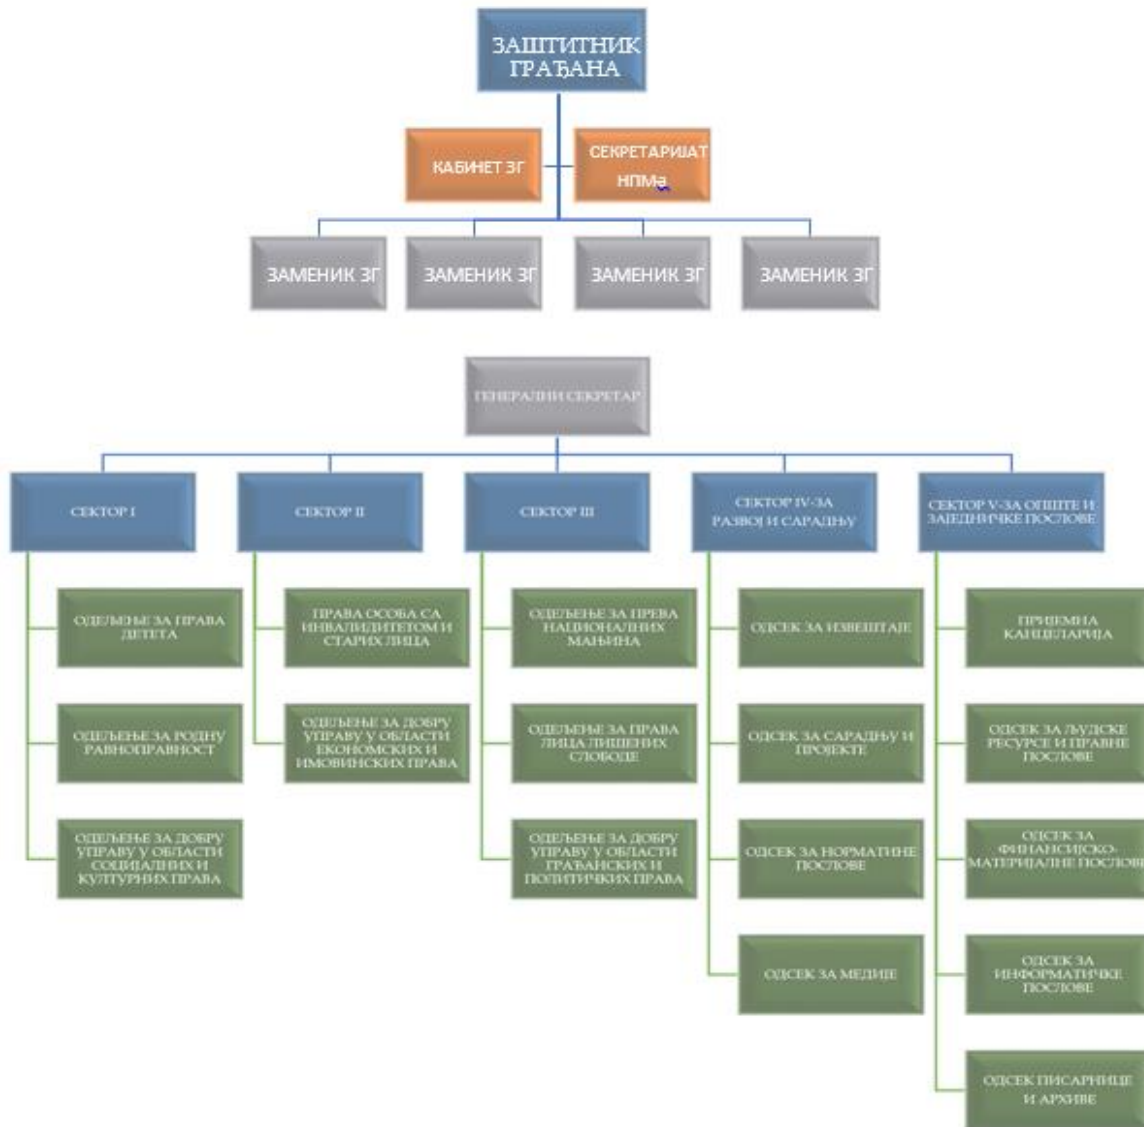 ЗАШТИТНИК
ГРАЂАНА
КАБИНЕТ ЗГ
СЕКРЕТАРИЈАТ
НПМа
ЗАМЕНИК ЗГ
ЗАМЕНИК ЗГ
ЗАМЕНИК ЗГ
ЗАМЕНИК ЗГ
ГЕНЕРАЛНИ СЕКРЕТАР
СЕКТОР I
ОДЕЉЕЊЕ ЗА ПРАВА
ДЕТЕТА
ОДЕЉЕЊЕ ЗА РОДНУ
РАВНОПРАВНОСТ
ОДЕЉЕЊЕ ЗА ДОБРУ
УПРАВУ У ОБЛАСТИ
СОЦИЈАЛНИХ И
КУЛТУРНИХ ПРАВА
СЕКТОР II
ПРАВА ОСОБА СА
ИНВАЛИДИТЕТОМ И
СТАРИХ ЛИЦА
ОДЕЉЕЊЕ ЗА ДОБРУ
УПРАВУ У ОБЛАСТИ
ЕКОНОМСКИХ И
ИМОВИНСКИХ ПРАВА
СЕКТОР III
ОДЕЉЕЊЕ ЗА ПРЕВА
НАЦИОНАЛНИХ
МАЊИНА
ОДЕЉЕЊЕ ЗА ПРАВА
ЛИЦА ЛИШЕНИХ
СЛОБОДЕ
ОДЕЉЕЊЕ ЗА ДОБРУ
УПРАВУ У ОБЛАСТИ
ГРАЂАНСКИХ И
ПОЛИТИЧКИХ ПРАВА
СЕКТОР IV-ЗА
РАЗВОЈ И САРАДЊУ
ОДСЕК ЗА ИЗВЕШТАЈЕ
ОДСЕК ЗА САРАДЊУ И
ПРОЈЕКТЕ
ОДСЕК ЗА НОРМАТИНЕ
ПОСЛОВЕ
ОДСЕК ЗА МЕДИЈЕ
СЕКТОР V-ЗА ОПШТЕ И
ЗАЈЕДНИЧКЕ ПОСЛОВЕ
ПРИЈЕМНА
КАНЦЕЛАРИЈА
ОДСЕК ЗА ЉУДСКЕ
РЕСУРСЕ И ПРАВНЕ
ПОСЛОВЕ
ОДСЕК ЗА
ФИНАНСИЈСКО-
МАТЕРИЈАЛНЕ ПОСЛОВЕ
ОДСЕК ЗА
ИНФОРМАТИЧКЕ
ПОСЛОВЕ
ОДСЕК ПИСАРНИЦЕ
И АРХИВЕ